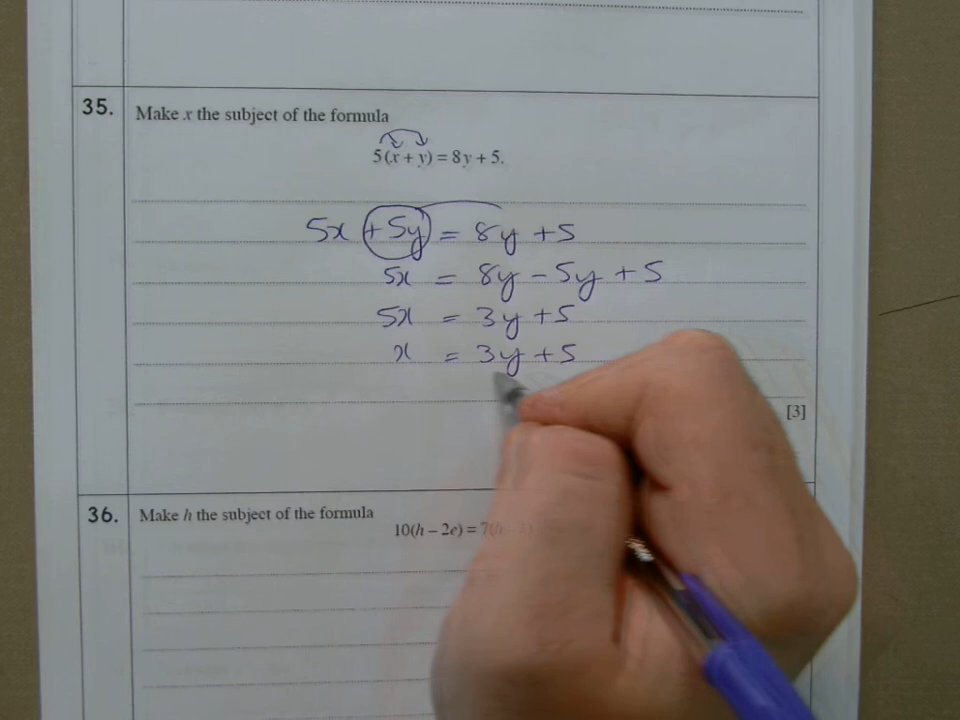 35. Make x the subject of the formula
5(x + y) = 8y + 5.
5x + 5y = 8y + 5
5x = 8y - 5y + 5
5x = 3y + 5
x = 3y + 5
[3]
36. Make h the subject of the formula
10(h – 2e) = 7(h